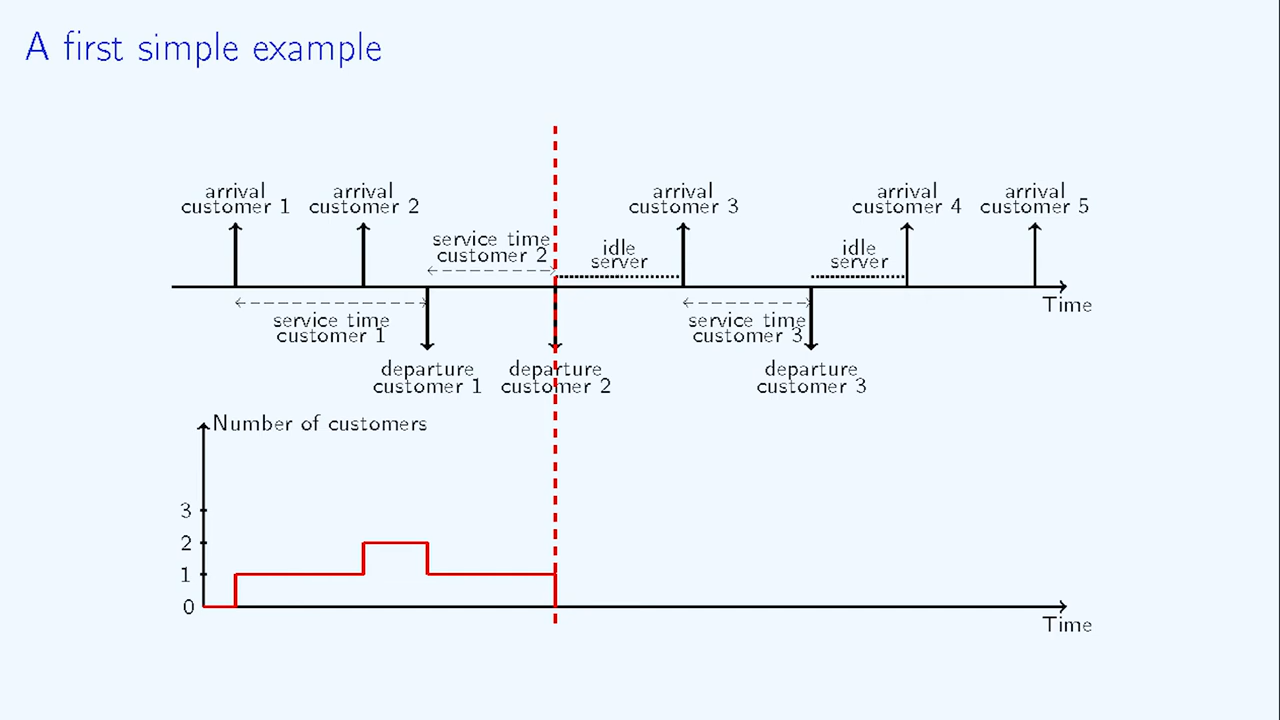 A first simple example
arrival
customer 1
arrival
customer 2
arrival
customer 3
arrival
customer 4
arrival
customer 5
service time
customer 2
idle
server
idle
server
Time
service time
customer 1
service time
customer 3
departure
customer 1
departure
customer 2
departure
customer 3
Number of customers
3
2
1
0
Time